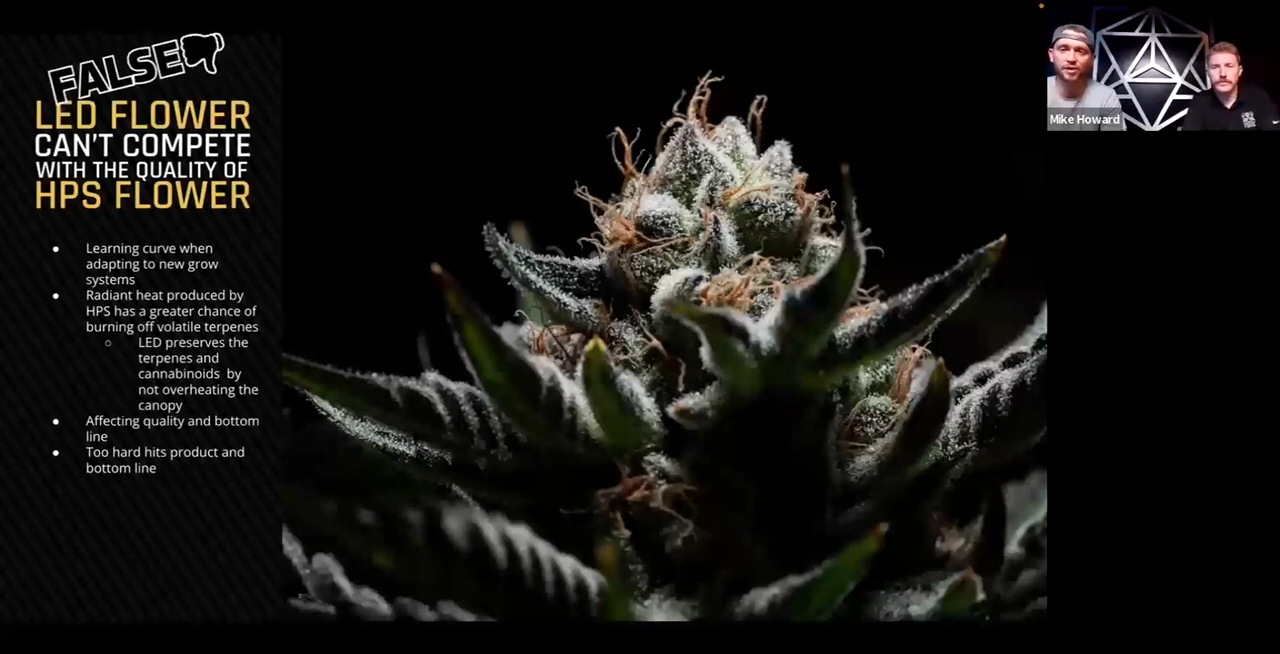 FALSE
LED FLOWER
CAN'T COMPETE
WITH THE QUALITY OF
HPS FLOWER
● Learning curve when
adapting to new grow
systems
● Radiant heat produced by
HPS has a greater chance of
burning off volatile terpenes
○ LED preserves the
terpenes and
cannabinoids by
not overheating the
canopy
● Affecting quality and bottom
line
● Too hard hits product and
bottom line
Mike Howard